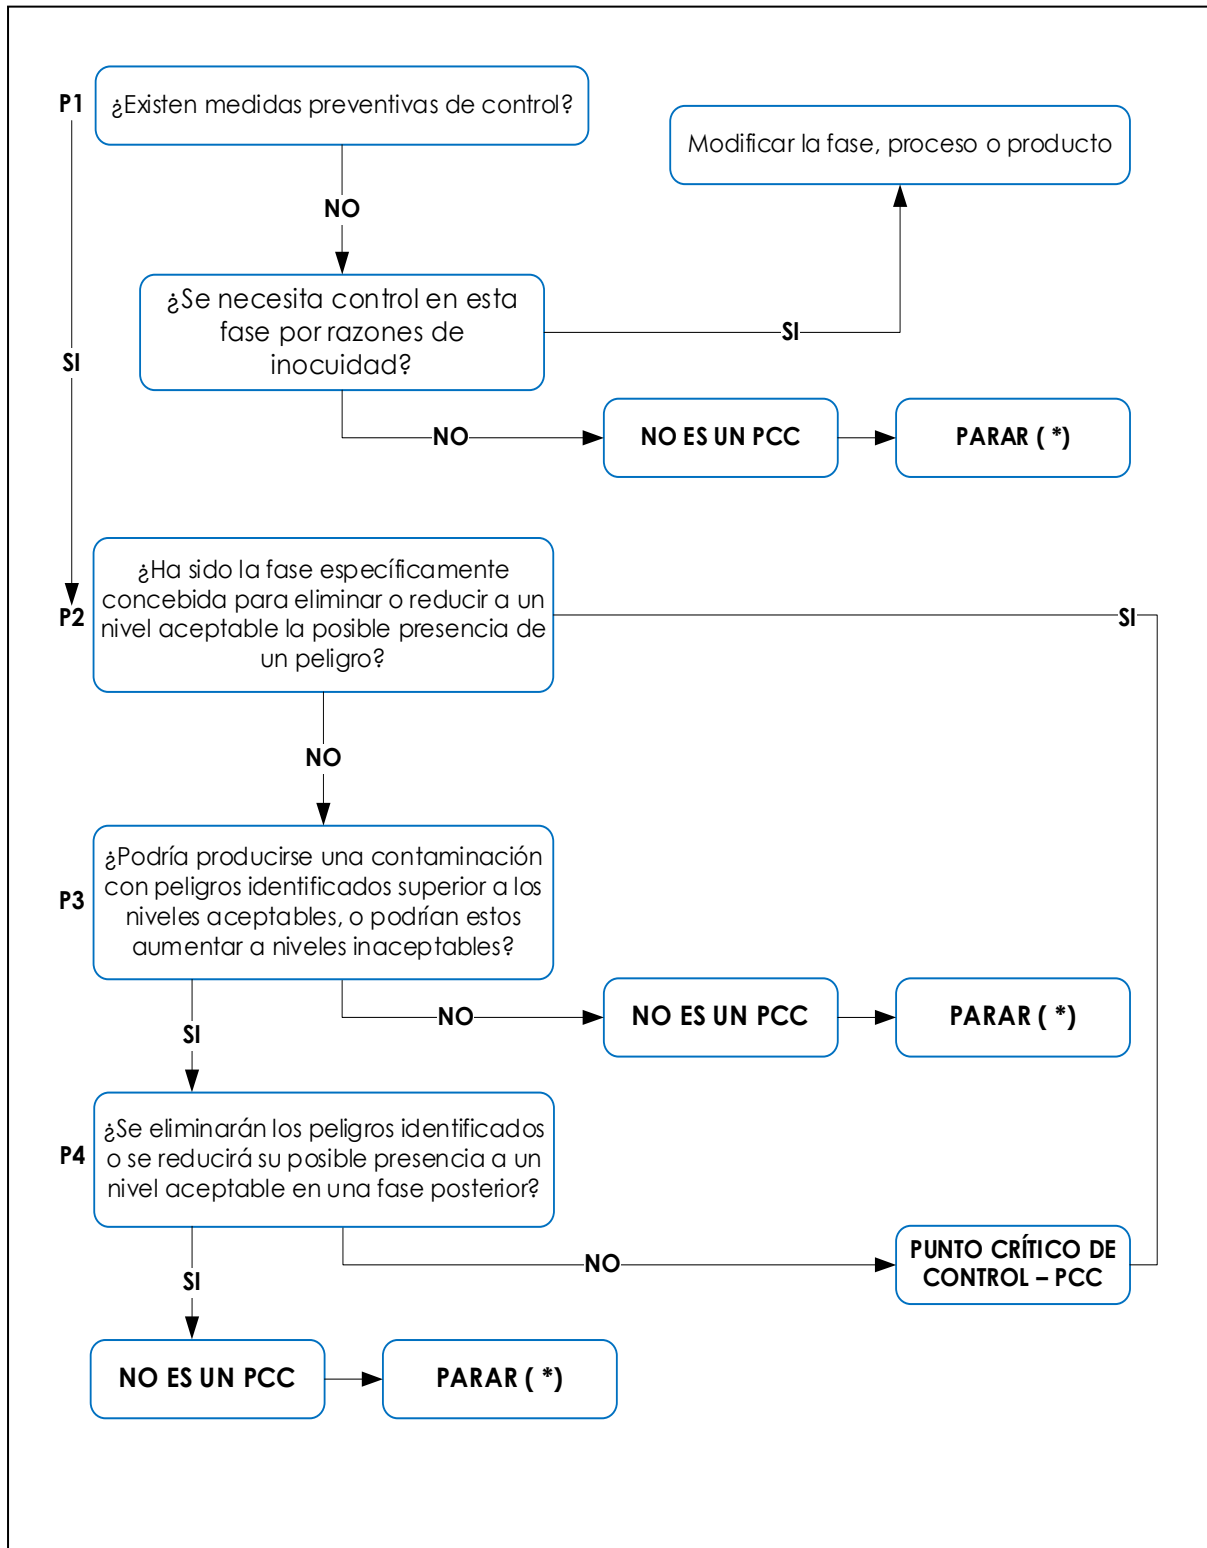 P1
¿Existen medidas preventivas de control?
Modificar la fase, proceso o producto
NO
¿Se necesita control en esta
fase por razones de
inocuidad?
SI
SI
NO
NO ES UN PCC
PARAR ( *)
P2
¿Ha sido la fase específicamente
concebida para eliminar o reducir a un
nivel aceptable la posible presencia de
un peligro?
SI
NO
P3
¿Podría producirse una contaminación
con peligros identificados superior a los
niveles aceptables, o podrían estos
aumentar a niveles inaceptables?
SI
NO
NO ES UN PCC
PARAR ( *)
P4
¿Se eliminarán los peligros identificados
o se reducirá su posible presencia a un
nivel aceptable en una fase posterior?
SI
NO
PUNTO CRÍTICO DE
CONTROL – PCC
NO ES UN PCC
PARAR ( *)